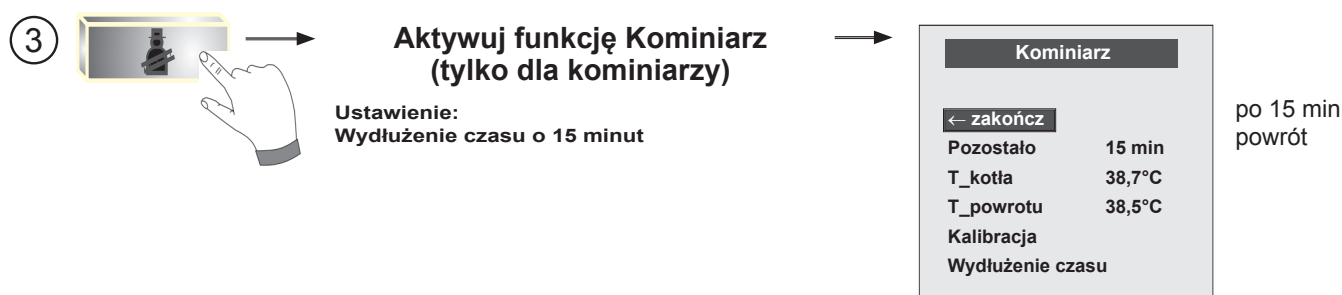 3
Aktywuj funkcję Kominiarz
(tylko dla kominiarzy)
Ustawienie:
Wydłużenie czasu o 15 minut
Kominiarz
← zakończ
Pozostało 15 min
T_kotła 38,7°C
T_powrotu 38,5°C
Kalibracja
Wydłużenie czasu
po 15 min
powrót